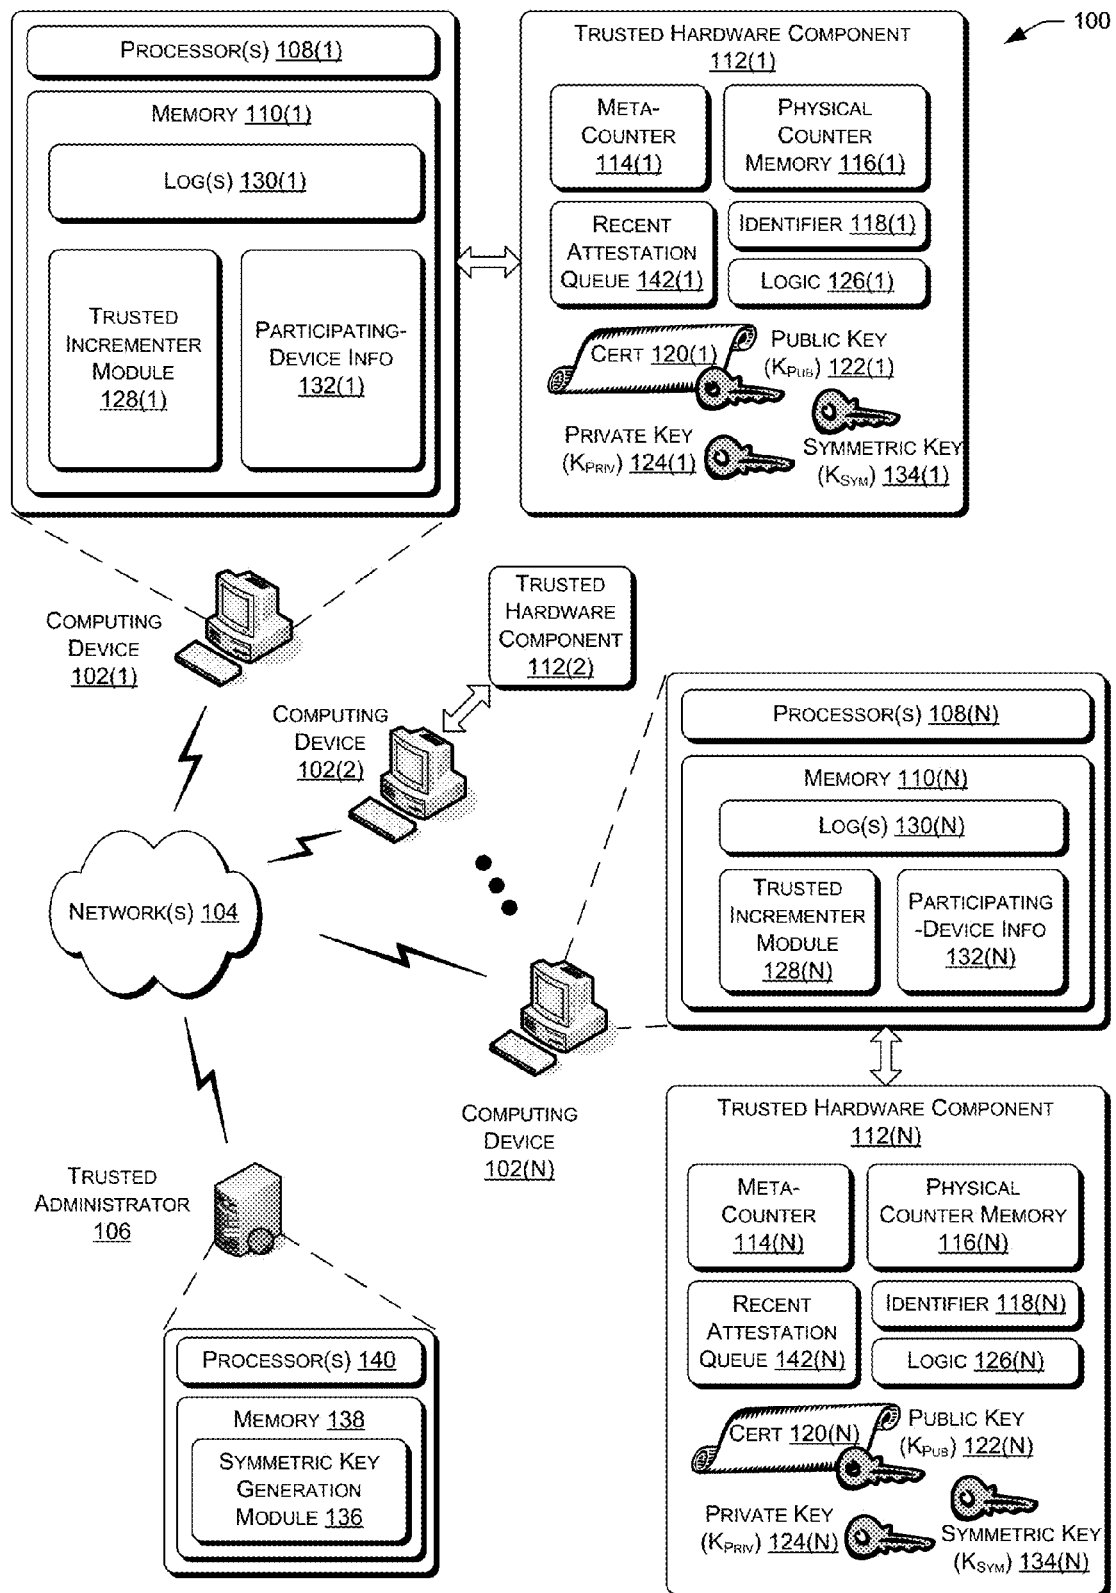 100
PROCESSOR(S) 108(1)
MEMORY 110(1)
LOG(S) 130(1)
TRUSTED
INCREMENTER
MODULE
128(1)
PARTICIPATING-
DEVICE INFO
132(1)
TRUSTED HARDWARE COMPONENT
112(1)
META-
COUNTER
114(1)
PHYSICAL
COUNTER
MEMORY 116(1)
RECENT
ATTESTATION
QUEUE 142(1)
IDENTIFIER 118(1)
LOGIC 126(1)
CERT 120(1)
PUBLIC KEY
(KPUB) 122(1)
PRIVATE KEY
(KPRIV) 124(1)
SYMMETRIC KEY
(KSYM) 134(1)
COMPUTING
DEVICE
102(1)
TRUSTED
HARDWARE
COMPONENT
112(2)
COMPUTING
DEVICE
102(2)
NETWORK(S) 104
PROCESSOR(S) 108(N)
MEMORY 110(N)
LOG(S) 130(N)
TRUSTED
INCREMENTER
MODULE
128(N)
PARTICIPATING
-DEVICE INFO
132(N)
COMPUTING
DEVICE
102(N)
TRUSTED HARDWARE COMPONENT
112(N)
META-
COUNTER
114(N)
PHYSICAL
COUNTER MEMORY
116(N)
RECENT
ATTESTATION
QUEUE 142(N)
IDENTIFIER 118(N)
LOGIC 126(N)
CERT 120(N)
PUBLIC KEY
(KPUB) 122(N)
PRIVATE KEY
(KPRIV) 124(N)
SYMMETRIC KEY
(KSYM) 134(N)
TRUSTED
ADMINISTRATOR
106
PROCESSOR(S) 140
MEMORY 138
SYMMETRIC KEY
GENERATION
MODULE 136